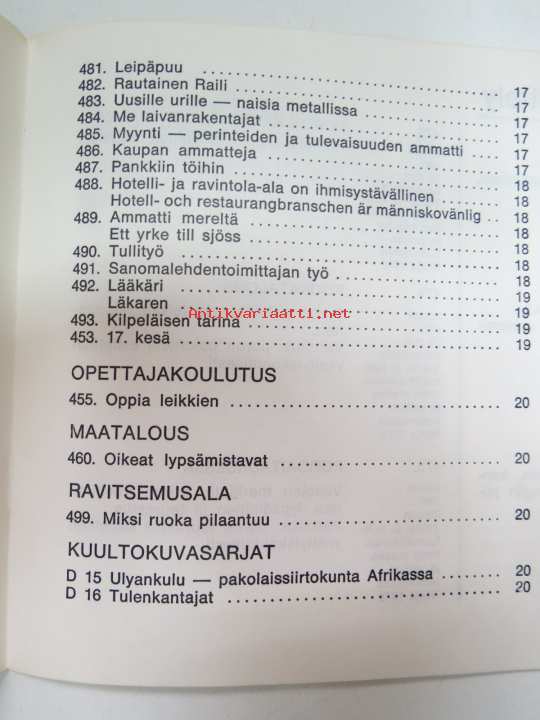 481. Leipäpuu ........ 17
482. Rautainen Raili ........ 17
483. Uusille urille — naisia metallissa ........ 17
484. Me laivanrakentajat ........ 17
485. Myynti — perinteiden ja tulevaisuuden ammatti .... 17
486. Kaupan ammatteja ........ 17
487. Pankkiin töihin ........ 18
488. Hotelli- ja ravintola-ala on ihmisystävällinen ........ 18
Hotell- och restaurangbranschen är människovänlig .. 18
489. Ammatti mereltä ........ 18
Ett yrke till sjöss ........ 18
490. Tullityö ........ 18
491. Sanomalehdentoimittajan työ ........ 18
492. Lääkäri ........ 19
Läkaren ........ 19
Antikvariaatti.net
493. Kilpeläisen tarina ........ 19
453. 17. kesä ........ 19
OPETTAJAKOULUTUS
455. Oppia leikkien ........ 20
MAATALOUS
460. Oikeat lypsämistavat ........ 20
RAVITSEMUSALA
499. Miksi ruoka pilaantuu ........ 20
KUULTOKUVASARJAT
D 15 Ulyankulu — pakolaissiirtokunta Afrikassa ........ 20
D 16 Tulenkantajat ........ 20